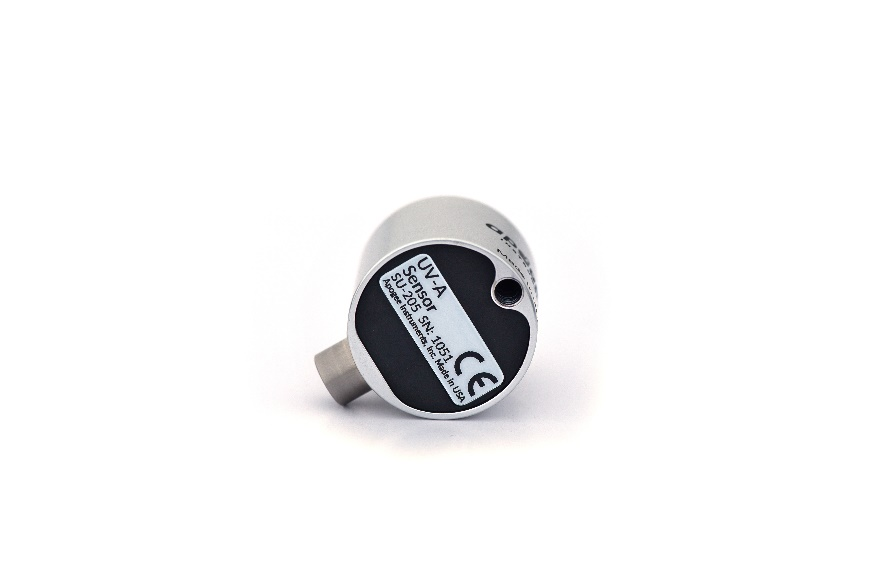 UV-A
Sensor
SU-205 SN: 1051
Apogee Instruments, Inc. Made in USA
CE